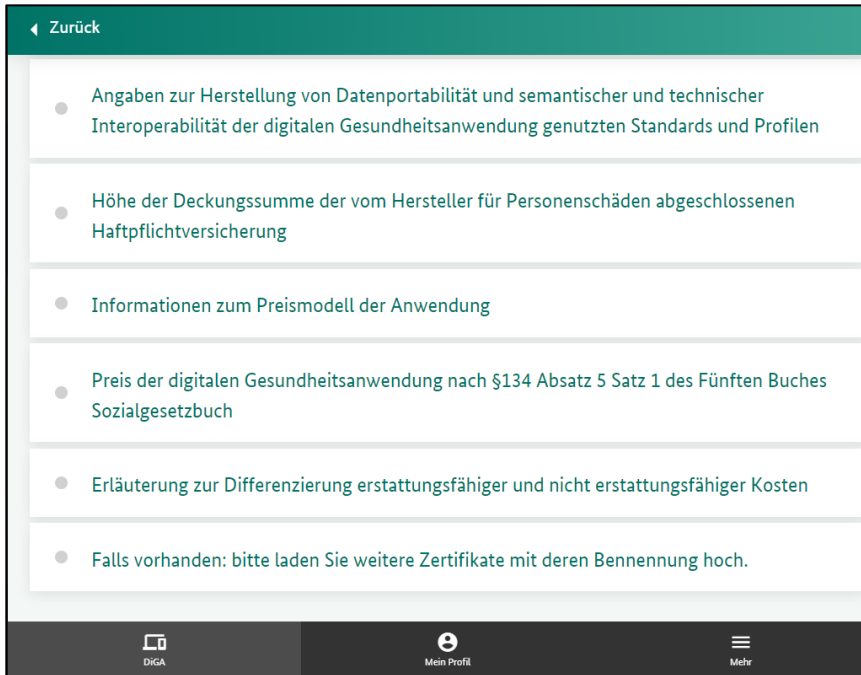 Zurück
Angaben zur Herstellung von Datenportabilität und semantischer und technischer
Interoperabilität der digitalen Gesundheitsanwendung genutzten Standards und Profilen
Höhe der Deckungssumme der vom Hersteller für Personenschäden abgeschlossenen
Haftpflichtversicherung
Informationen zum Preismodell der Anwendung
Preis der digitalen Gesundheitsanwendung nach §134 Absatz 5 Satz 1 des Fünften Buches
Sozialgesetzbuch
Erläuterung zur Differenzierung erstattungsfähiger und nicht erstattungsfähiger Kosten
Falls vorhanden: bitte laden Sie weitere Zertifikate mit deren Bennennung hoch.
DiGA
Mein Profil
Mehr